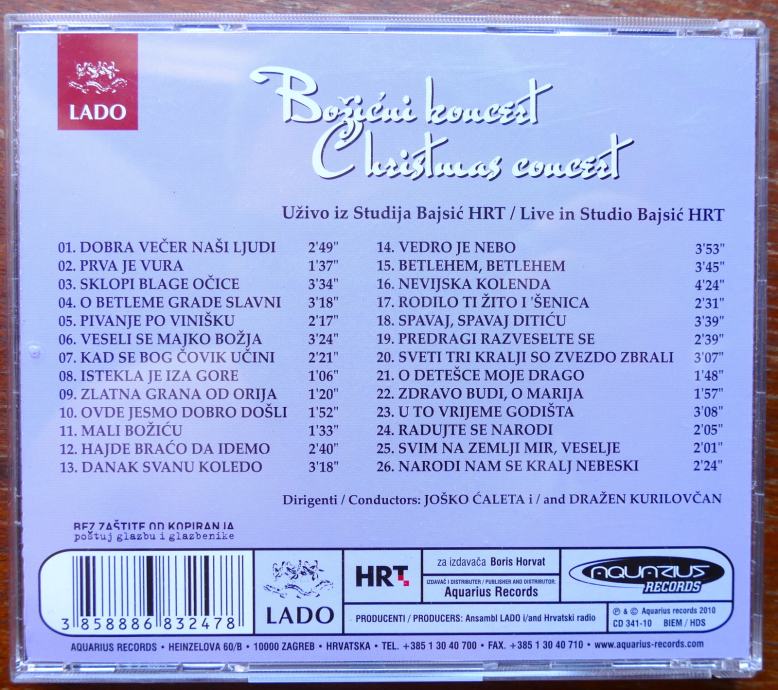 LADO
Božićni koncert
Christmas concert
Uživo iz Studija Bajsić HRT / Live in Studio Bajsić HRT
01. DOBRA VEČER NAŠI LJUDI 2'49"
02. PRVA JE VURA 1'37"
03. SKLOPI BLAGE OČICE 3'34"
04. O BETLEME GRADE SLAVNI 3'18"
05. PIVANJE PO VINIŠKU 2'17"
06. VESELI SE MAJKO BOŽJA 3'24"
07. KAD SE BOG ČOVIK UČINI 2'21"
08. ISTEKLA JE IZA GORE 1'06"
09. ZLATNA GRANA OD ORIJA 1'20"
10. OVDE JESMO DOBRO DOŠLI 1'52"
11. MALI BOŽIĆU 1'33"
12. HAJDE BRAĆO DA IDEMO 2'40"
13. DANAK SVANU KOLEDO 3'18"
14. VEDRO JE NEBO 3'53"
15. BETLEHEM, BETLEHEM 3'45"
16. NEVIJSKA KOLENDA 4'24"
17. RODILO TI ŽITO I 'ŠENICA 2'31"
18. SPAVAJ, SPAVAJ DITIĆU 3'39"
19. PREDRAGI RAZVESELTE SE 2'39"
20. SVETI TRI KRALJI SO ZVEZDO ZBRALI 3'07"
21. O DETEŠCE MOJE DRAGO 1'48"
22. ZDRAVO BUDI, O MARIJA 1'57"
23. U TO VRIJEME GODIŠTA 3'08"
24. RADUJTE SE NARODI 2'05"
25. SVIM NA ZEMLJI MIR, VESELJE 2'01"
26. NARODI NAM SE KRALJ NEBESKI 2'24"
Dirigenti / Conductors: JOŠKO ĆALETA i / and DRAŽEN KURILOVČAN
BEZ ZAŠTITE OD KOPIRANJA
poštuj glazbu i glazbenike
3 858886 832478
LADO
HRT
za izdavača Boris Horvat
IZDAVAČ I DISTRIBUTER / PUBLISHER AND DISTRIBUTOR:
Aquarius Records
AQUARIUS
RECORDS
PRODUCENTI / PRODUCERS: Ansambl LADO i/and Hrvatski radio
℗ & © Aquarius records 2010
CD 341-10 BIEM / HDS
AQUARIUS RECORDS • HEINZELOVA 60/B • 10000 ZAGREB • HRVATSKA • TEL. +385 1 30 40 700 • FAX. +385 1 30 40 710 • www.aquarius-records.com